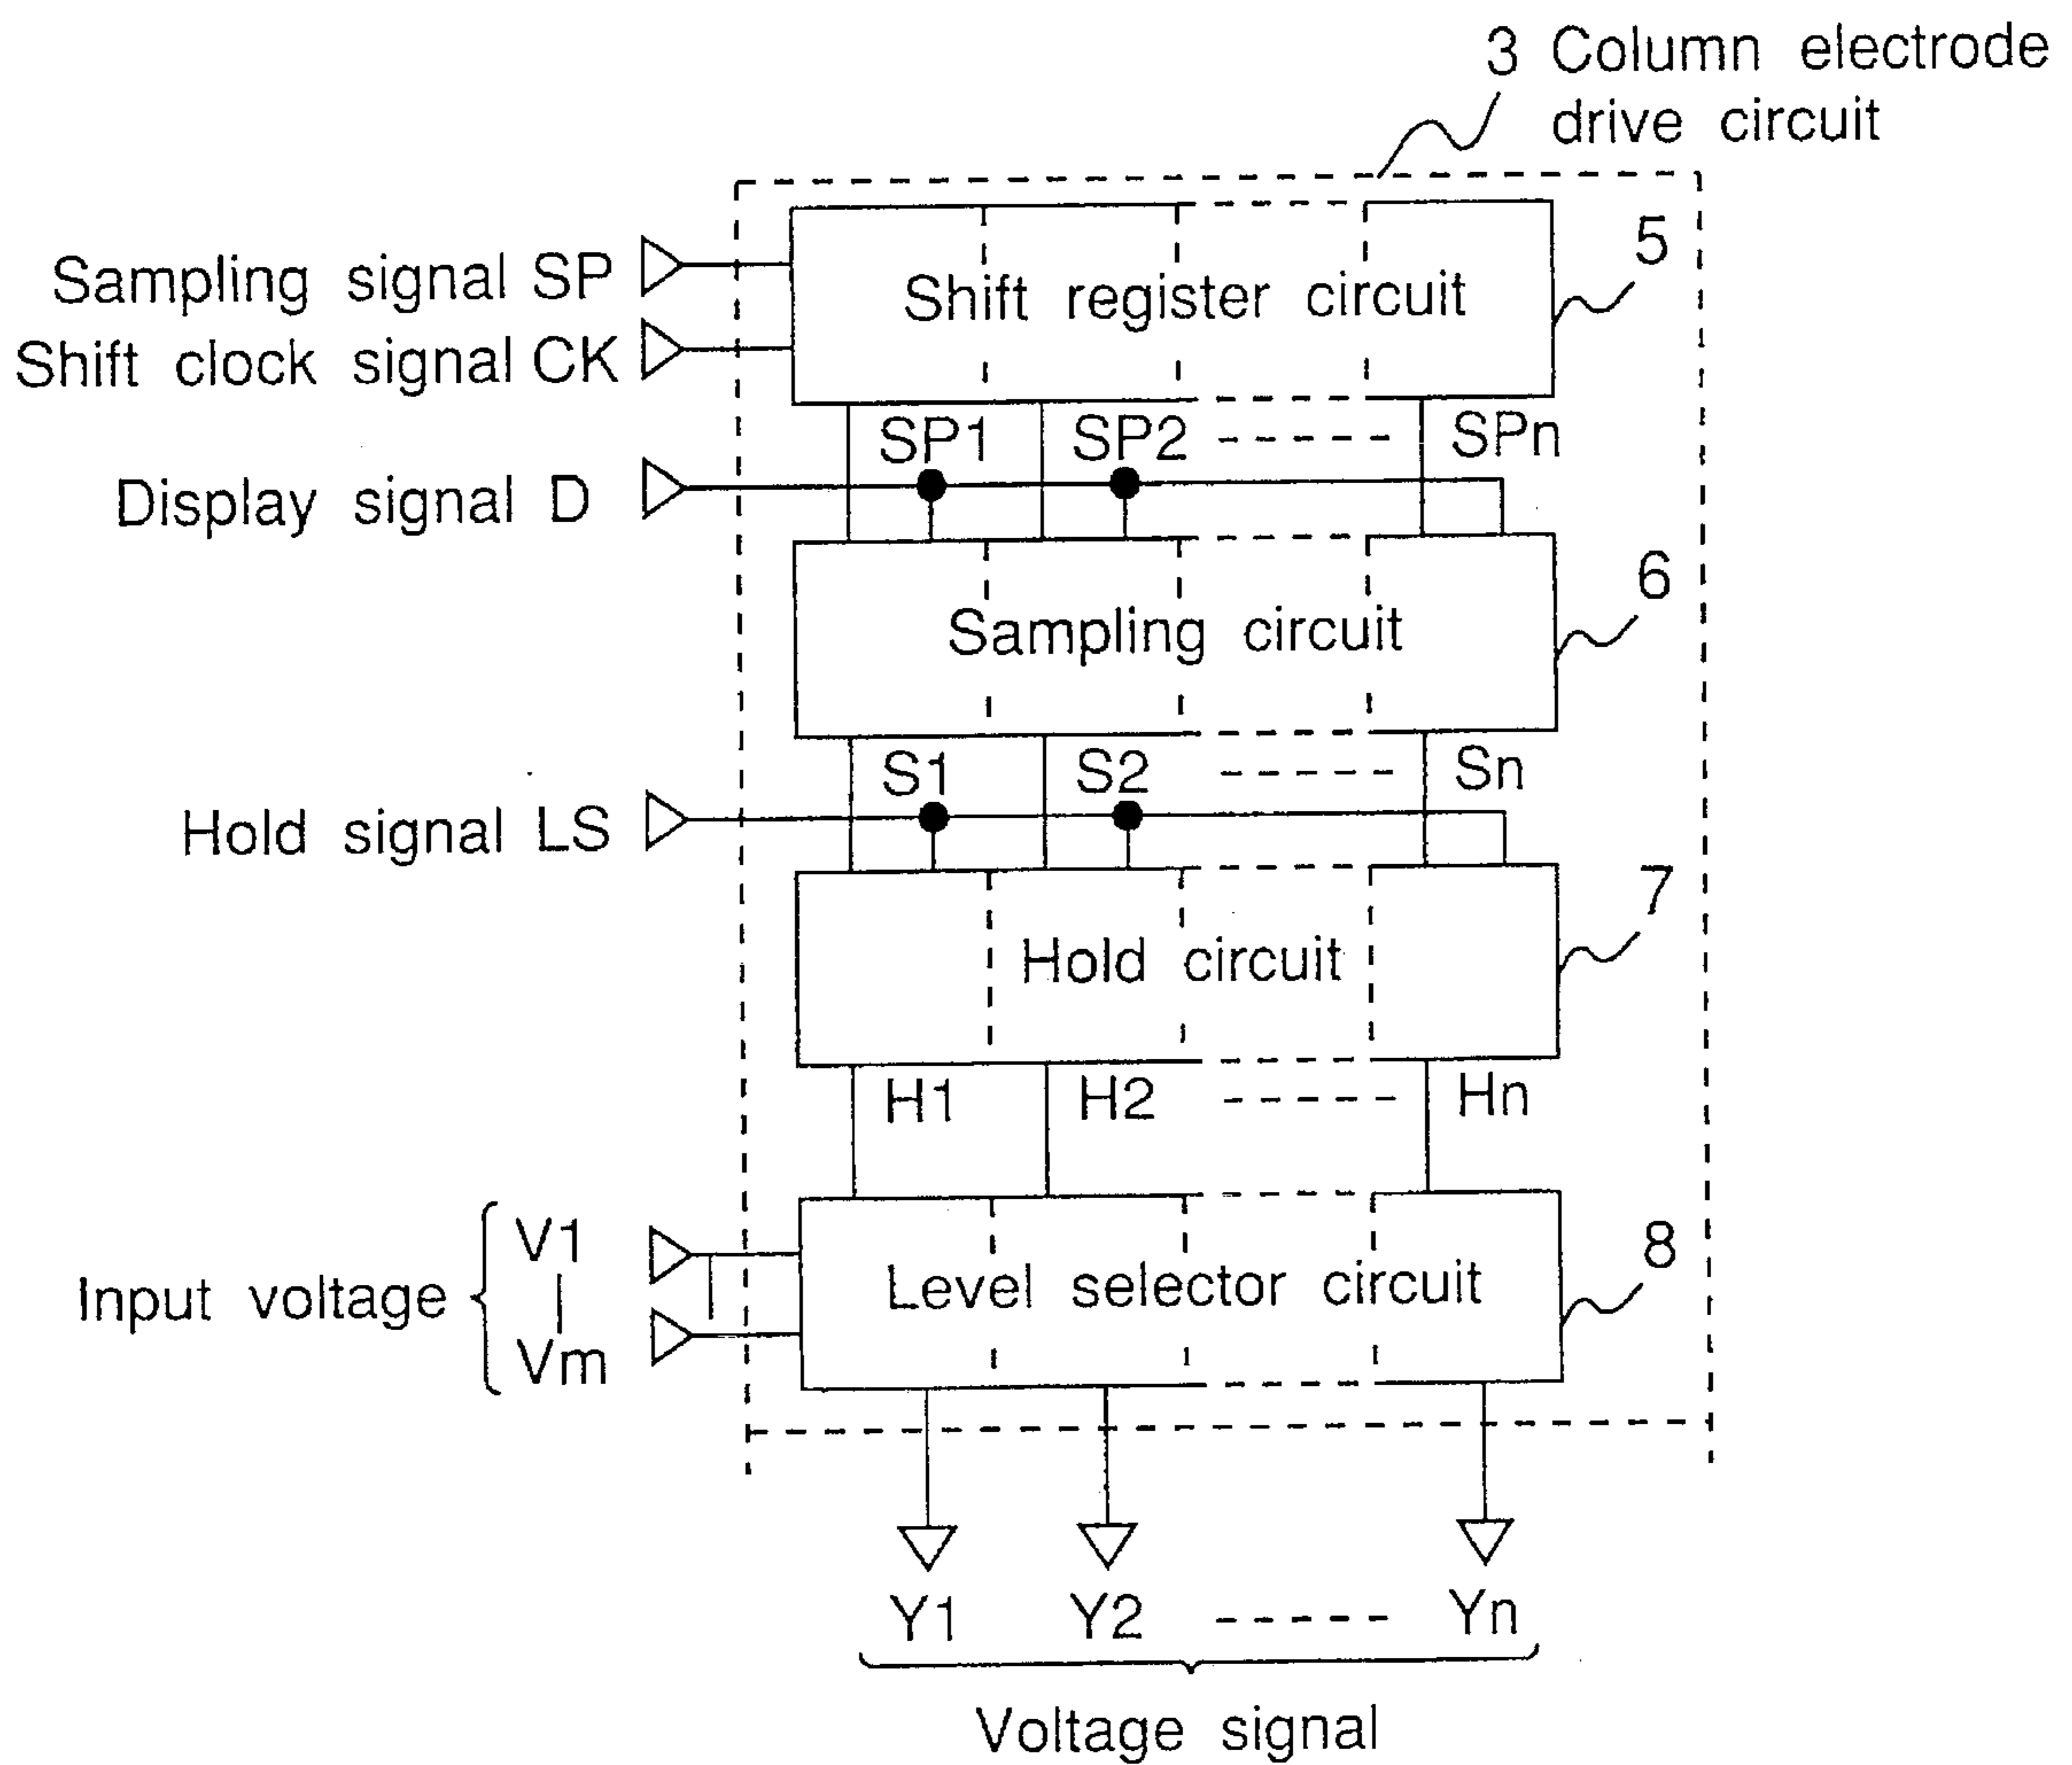 3 Column electrode
drive circuit
5
Sampling signal SP
Shift register circuit
Shift clock signal CK
SP1 SP2 ----- SPn
Display signal D
6
Sampling circuit
S1 S2 ----- Sn
Hold signal LS
7
Hold circuit
H1 H2 ----- Hn
8
V1
Input voltage
Level selector circuit
Vm
Y1 Y2 ----- Yn
Voltage signal